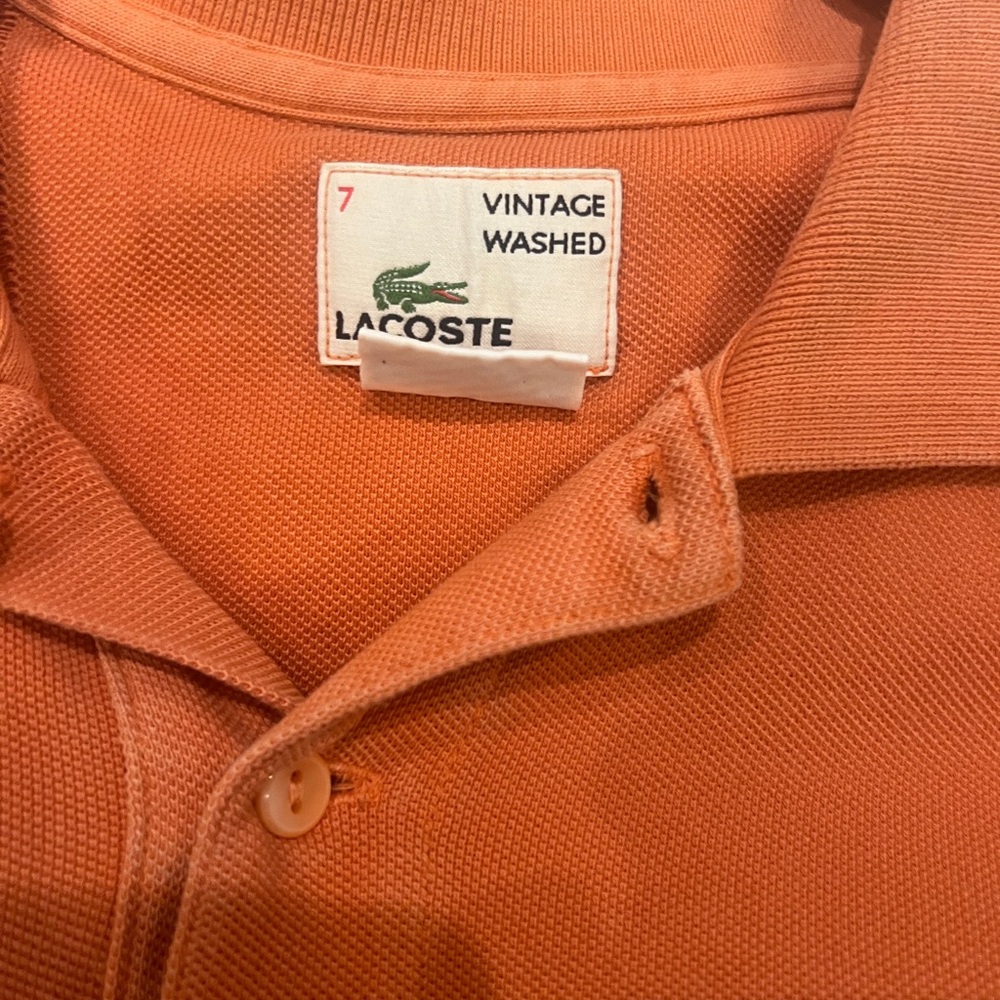 7
VINTAGE
WASHED
LACOSTE